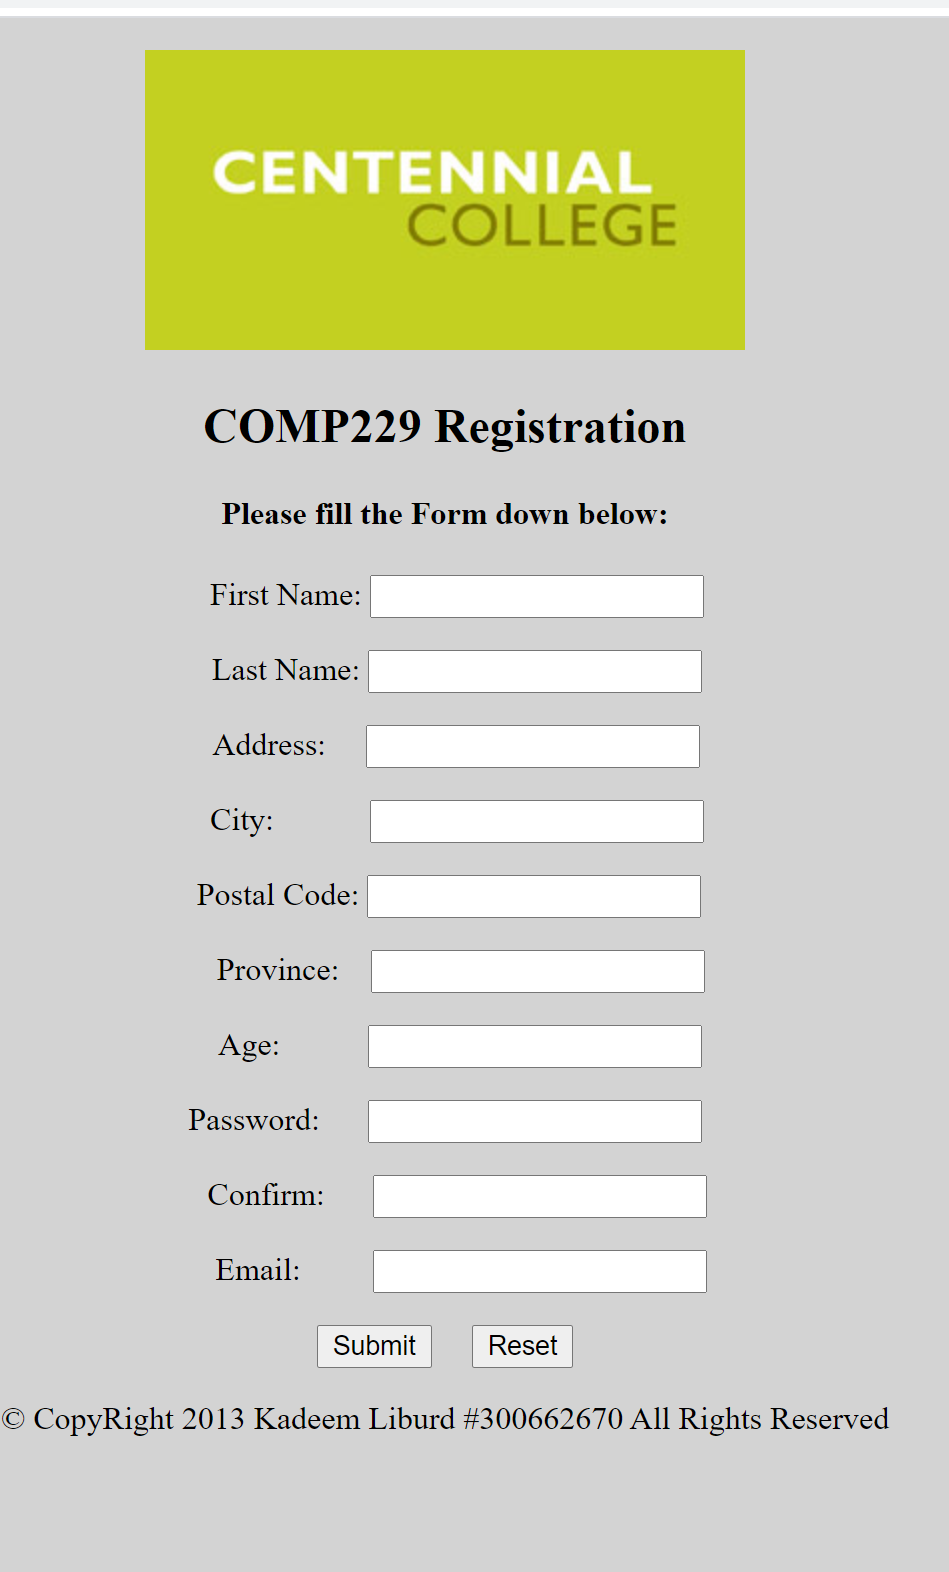 CENTENNIAL
COLLEGE
COMP229 Registration
Please fill the Form down below:
First Name:
Last Name:
Address:
City:
Postal Code:
Province:
Age:
Password:
Confirm:
Email:
Submit Reset
© CopyRight 2013 Kadeem Liburd #300662670 All Rights Reserved